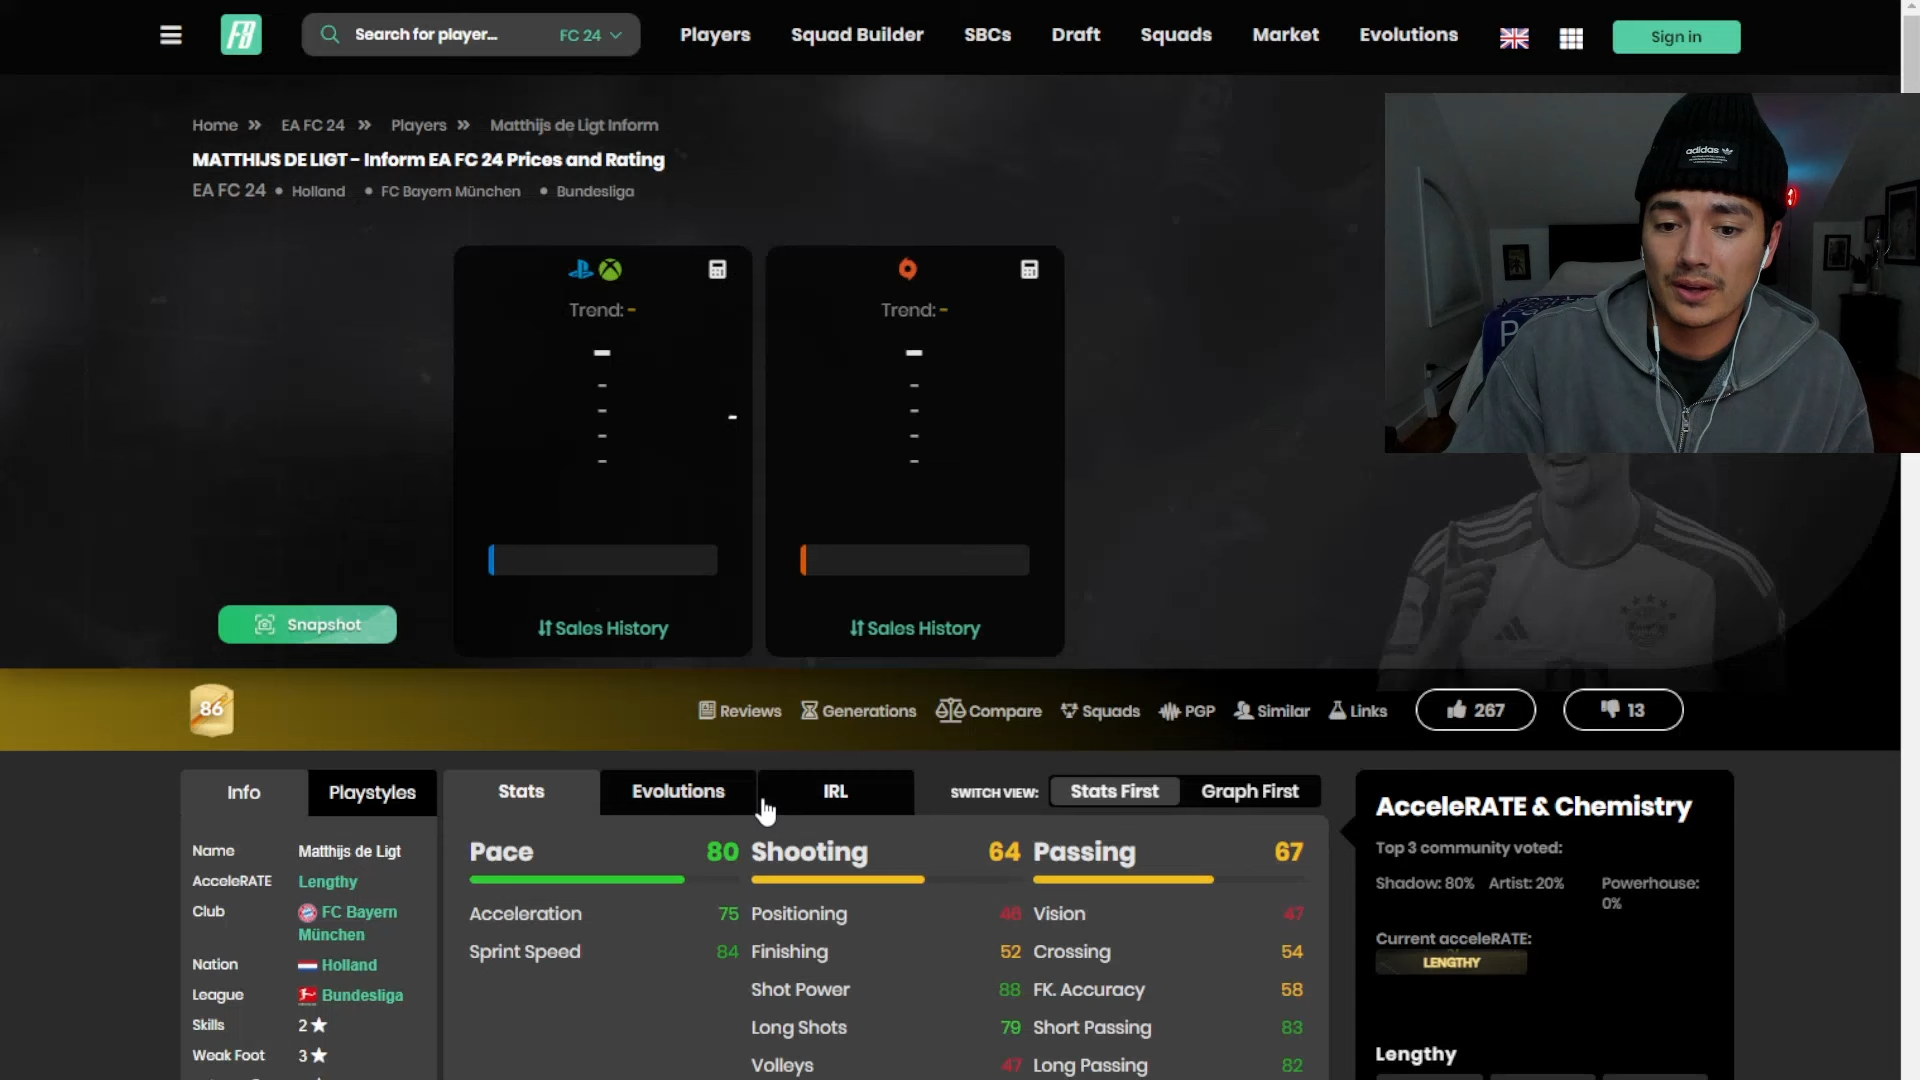 FB
Search for player...
FC 24
Players
Squad Builder
SBCs
Draft
Squads
Market
Evolutions
Sign in
Home » EA FC 24 » Players » Matthijs de Ligt Inform
MATTHIJS DE LIGT - Inform EA FC 24 Prices and Rating
EA FC 24 • Holland • FC Bayern München • Bundesliga
adidas
Trend: -
-
-
-
-
-
-
Sales History
Trend: -
-
-
-
-
-
Sales History
Snapshot
86
Reviews
Generations
Compare
Squads
PGP
Similar
Links
267
13
Info
Playstyles
Name Matthijs de Ligt
AcceleRATE Lengthy
Club FC Bayern
München
Nation Holland
League Bundesliga
Skills 2★
Weak Foot 3★
Stats
Evolutions
IRL
SWITCH VIEW:
Stats First
Graph First
Pace 80
Acceleration 75
Sprint Speed 84
Shooting 64
Positioning 46
Finishing 52
Shot Power 88
Long Shots 79
Volleys 47
Passing 67
Vision 47
Crossing 54
FK. Accuracy 58
Short Passing 83
Long Passing 82
AcceleRATE & Chemistry
Top 3 community voted:
Shadow: 80% Artist: 20% Powerhouse:
0%
Current acceleRATE:
LENGTHY
Lengthy